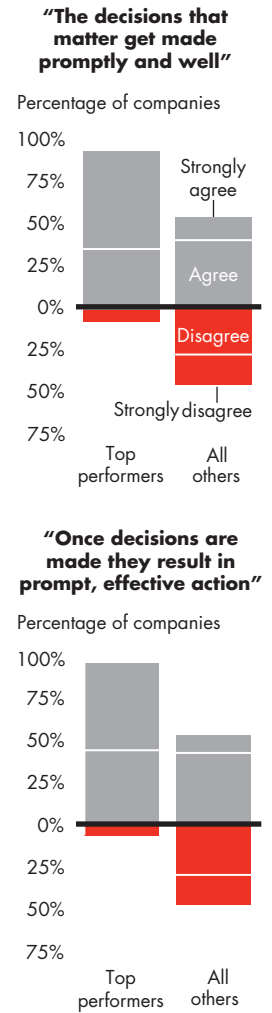 “The decisions that
matter get made
promptly and well”
Percentage of companies
100%
75%
50%
25%
0%
25%
50%
75%
Strongly
agree
Agree
Disagree
Strongly disagree
Top
performers
All
others
“Once decisions are
made they result in
prompt, effective action”
Percentage of companies
100%
75%
50%
25%
0%
25%
50%
75%
Top
performers
All
others